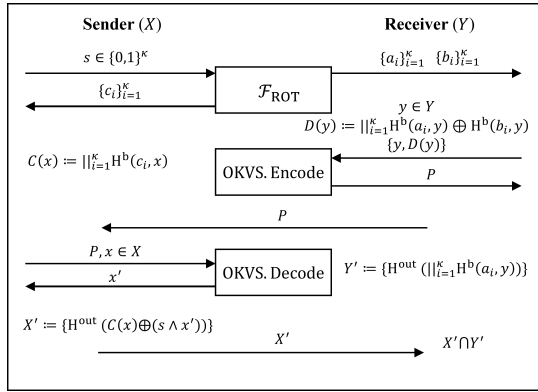 Sender (X) Receiver (Y)
s ∈ {0,1}^κ {a_i}_{i=1}^κ {b_i}_{i=1}^κ
{c_i}_{i=1}^κ ℱ_ROT
y ∈ Y
D(y) ≔ ||_{i=1}^κ H^b(a_i, y) ⊕ H^b(b_i, y)
C(x) ≔ ||_{i=1}^κ H^b(c_i, x) {y, D(y)}
OKVS. Encode
P
P
P, x ∈ X
x′ OKVS. Decode Y′ ≔ {H^out (||_{i=1}^κ H^b(a_i, y))}
X′ ≔ {H^out (C(x)⊕(s ∧ x′))}
X′ X′∩Y′